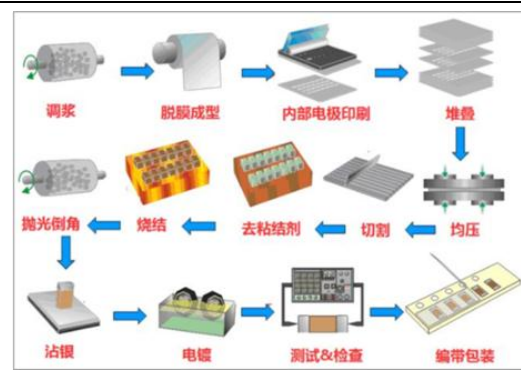 调浆
脱膜成型
内部电极印刷
堆叠
抛光倒角
烧结
去粘结剂
切割
均压
沾银
电镀
测试&检查
编带包装